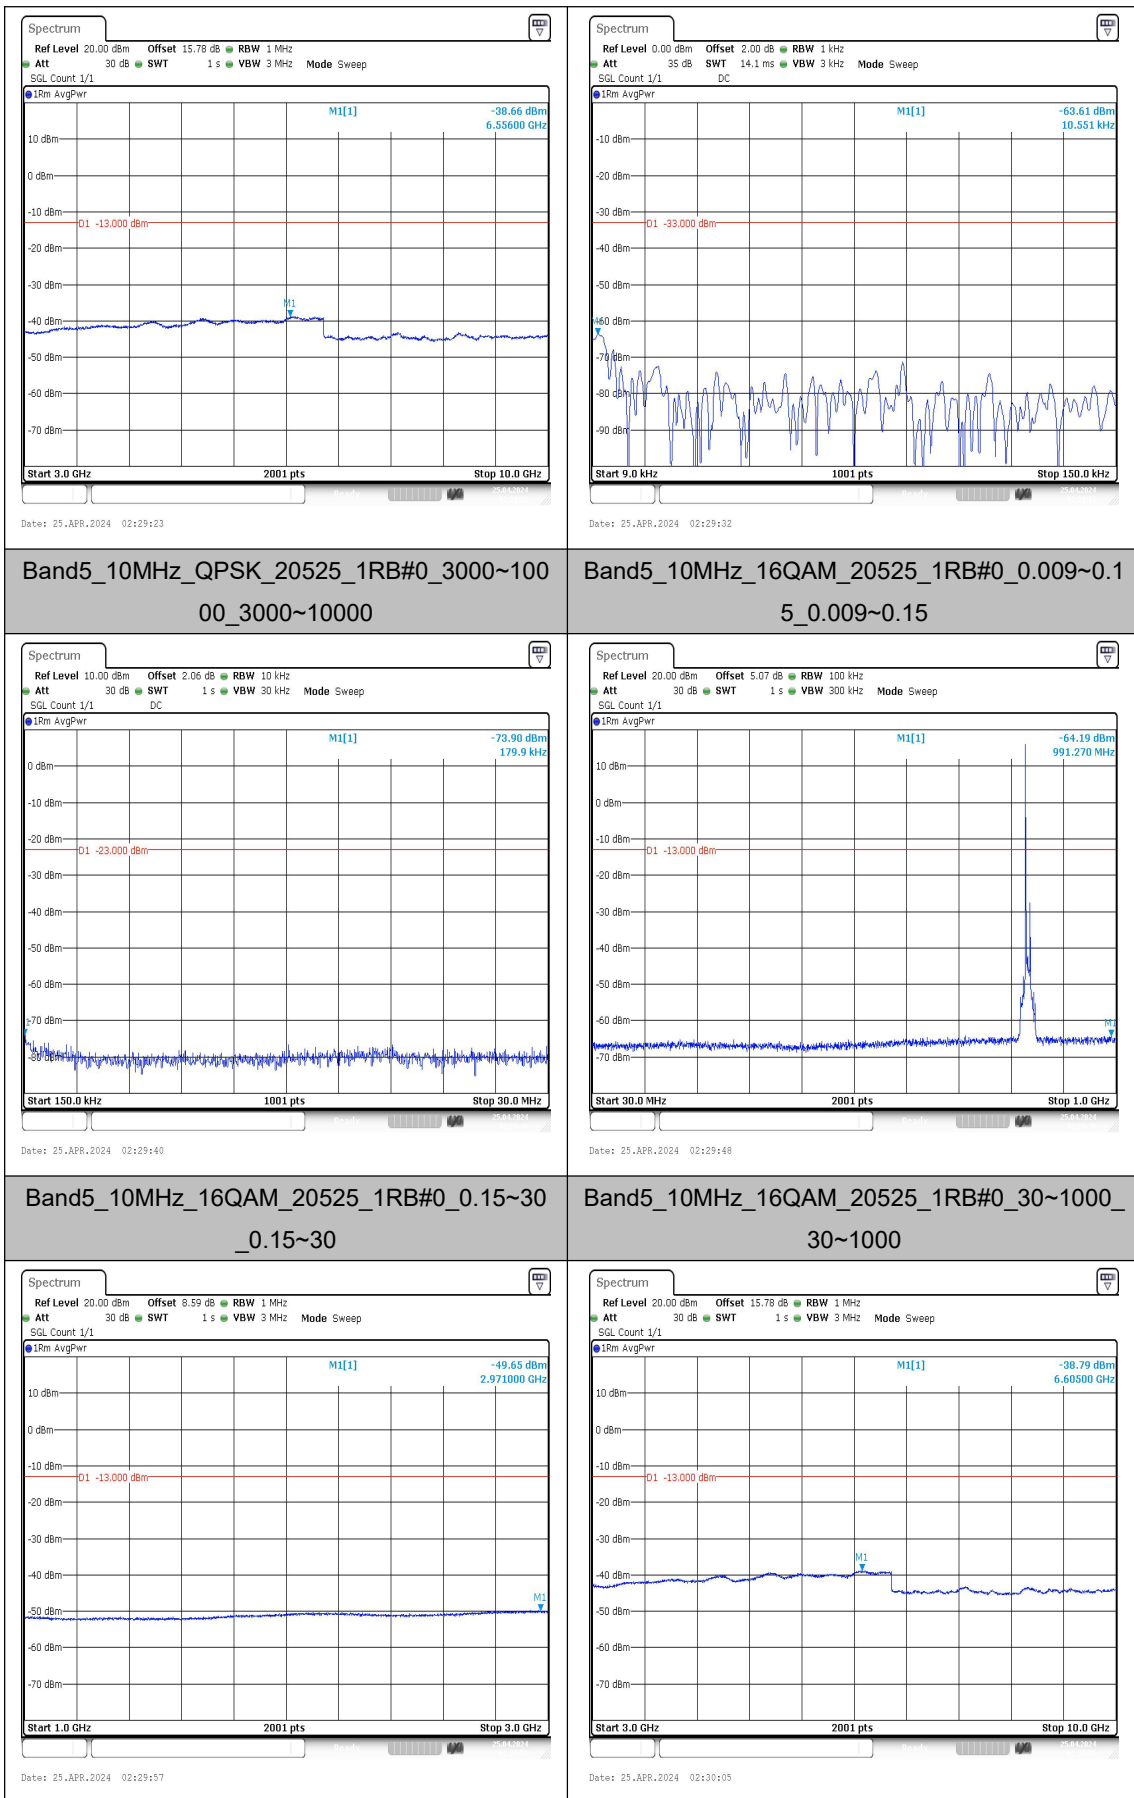 Spectrum
Ref Level 20.00 dBm Offset 15.78 dB RBW 1 MHz
Att 30 dB SWT 1 s VBW 3 MHz Mode Sweep
SGL Count 1/1
1Rm AvgPwr
M1[1] -38.66 dBm
6.55600 GHz
10 dBm
0 dBm
-10 dBm
D1 -13.000 dBm
-20 dBm
-30 dBm
M1
-40 dBm
-50 dBm
-60 dBm
-70 dBm
Start 3.0 GHz 2001 pts Stop 10.0 GHz
Date: 25.APR.2024 02:29:23
Spectrum
Ref Level 0.00 dBm Offset 2.00 dB RBW 1 kHz
Att 35 dB SWT 14.1 ms VBW 3 kHz Mode Sweep
SGL Count 1/1 DC
1Rm AvgPwr
M1[1] -63.61 dBm
10.551 kHz
-10 dBm
-20 dBm
-30 dBm
D1 -33.000 dBm
-40 dBm
-50 dBm
-60 dBm
-70 dBm
-80 dBm
-90 dBm
Start 9.0 kHz 1001 pts Stop 150.0 kHz
Date: 25.APR.2024 02:29:32
Band5_10MHz_QPSK_20525_1RB#0_3000~100
00_3000~10000
Band5_10MHz_16QAM_20525_1RB#0_0.009~0.1
5_0.009~0.15
Spectrum
Ref Level 10.00 dBm Offset 2.06 dB RBW 10 kHz
Att 30 dB SWT 1 s VBW 30 kHz Mode Sweep
SGL Count 1/1 DC
1Rm AvgPwr
M1[1] -73.90 dBm
179.9 kHz
0 dBm
-10 dBm
-20 dBm
D1 -23.000 dBm
-30 dBm
-40 dBm
-50 dBm
-60 dBm
-70 dBm
-80 dBm
Start 150.0 kHz 1001 pts Stop 30.0 MHz
Date: 25.APR.2024 02:29:40
Spectrum
Ref Level 20.00 dBm Offset 5.07 dB RBW 100 kHz
Att 30 dB SWT 1 s VBW 300 kHz Mode Sweep
SGL Count 1/1
1Rm AvgPwr
M1[1] -64.19 dBm
991.270 MHz
10 dBm
0 dBm
-10 dBm
D1 -13.000 dBm
-20 dBm
-30 dBm
-40 dBm
-50 dBm
-60 dBm
M1
-70 dBm
Start 30.0 MHz 2001 pts Stop 1.0 GHz
Date: 25.APR.2024 02:29:48
Band5_10MHz_16QAM_20525_1RB#0_0.15~30
_0.15~30
Band5_10MHz_16QAM_20525_1RB#0_30~1000_
30~1000
Spectrum
Ref Level 20.00 dBm Offset 8.59 dB RBW 1 MHz
Att 30 dB SWT 1 s VBW 3 MHz Mode Sweep
SGL Count 1/1
1Rm AvgPwr
M1[1] -49.65 dBm
2.971000 GHz
10 dBm
0 dBm
-10 dBm
D1 -13.000 dBm
-20 dBm
-30 dBm
-40 dBm
M1
-50 dBm
-60 dBm
-70 dBm
Start 1.0 GHz 2001 pts Stop 3.0 GHz
Date: 25.APR.2024 02:29:57
Spectrum
Ref Level 20.00 dBm Offset 15.78 dB RBW 1 MHz
Att 30 dB SWT 1 s VBW 3 MHz Mode Sweep
SGL Count 1/1
1Rm AvgPwr
M1[1] -38.79 dBm
6.60500 GHz
10 dBm
0 dBm
-10 dBm
D1 -13.000 dBm
-20 dBm
-30 dBm
M1
-40 dBm
-50 dBm
-60 dBm
-70 dBm
Start 3.0 GHz 2001 pts Stop 10.0 GHz
Date: 25.APR.2024 02:30:05